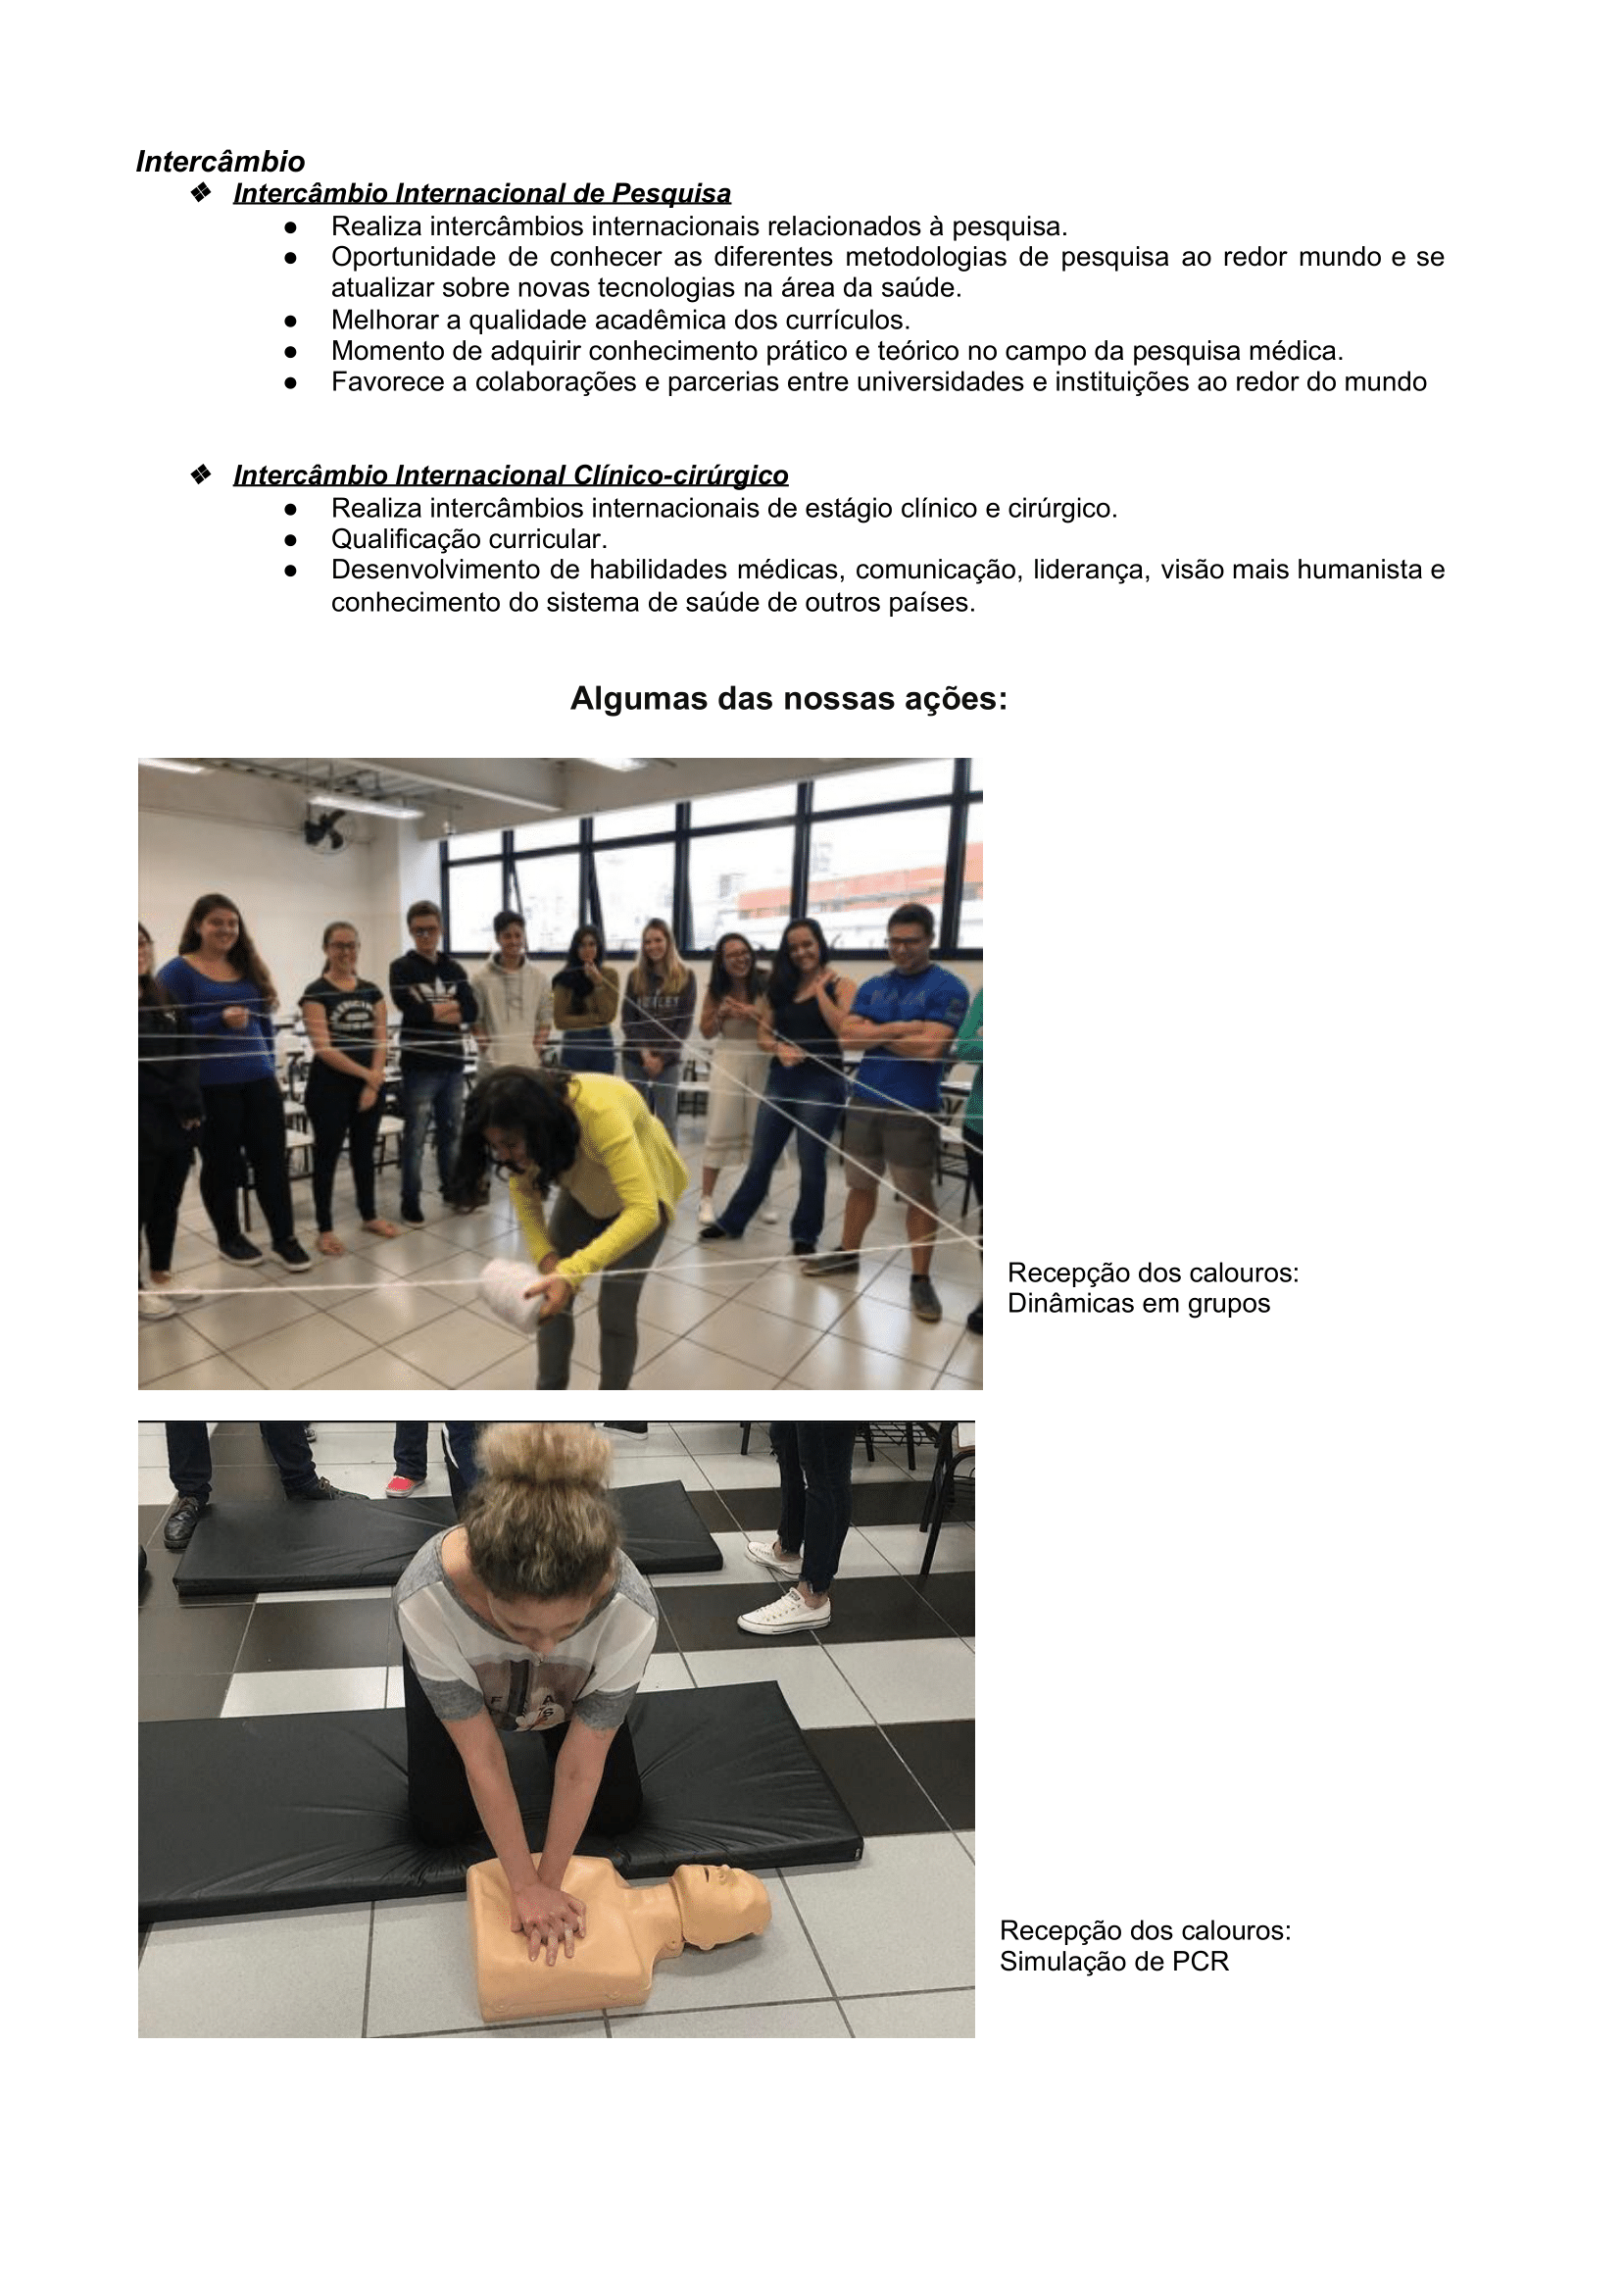 Intercâmbio
❖ Intercâmbio Internacional de Pesquisa
● Realiza intercâmbios internacionais relacionados à pesquisa.
● Oportunidade de conhecer as diferentes metodologias de pesquisa ao redor mundo e se
atualizar sobre novas tecnologias na área da saúde.
● Melhorar a qualidade acadêmica dos currículos.
● Momento de adquirir conhecimento prático e teórico no campo da pesquisa médica.
● Favorece a colaborações e parcerias entre universidades e instituições ao redor do mundo
❖ Intercâmbio Internacional Clínico-cirúrgico
● Realiza intercâmbios internacionais de estágio clínico e cirúrgico.
● Qualificação curricular.
● Desenvolvimento de habilidades médicas, comunicação, liderança, visão mais humanista e
conhecimento do sistema de saúde de outros países.
Algumas das nossas ações:
Recepção dos calouros:
Dinâmicas em grupos
Recepção dos calouros:
Simulação de PCR